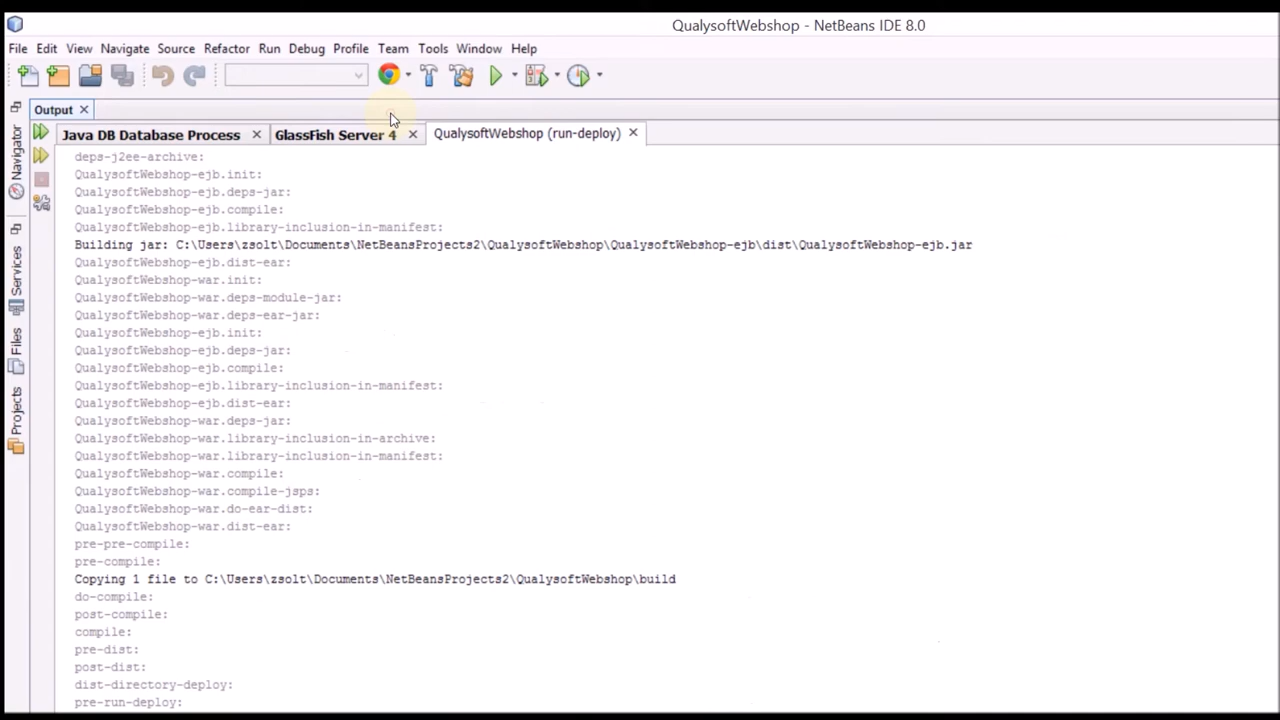 QualysoftWebshop - NetBeans IDE 8.0
File Edit View Navigate Source Refactor Run Debug Profile Team Tools Window Help
Output
Java DB Database Process GlassFish Server 4 QualysoftWebshop (run-deploy)
Navigator
Services
Files
Projects
deps-j2ee-archive:
QualysoftWebshop-ejb.init:
QualysoftWebshop-ejb.deps-jar:
QualysoftWebshop-ejb.compile:
QualysoftWebshop-ejb.library-inclusion-in-manifest:
Building jar: C:\Users\zsolt\Documents\NetBeansProjects2\QualysoftWebshop\QualysoftWebshop-ejb\dist\QualysoftWebshop-ejb.jar
QualysoftWebshop-ejb.dist-ear:
QualysoftWebshop-war.init:
QualysoftWebshop-war.deps-module-jar:
QualysoftWebshop-war.deps-ear-jar:
QualysoftWebshop-ejb.init:
QualysoftWebshop-ejb.deps-jar:
QualysoftWebshop-ejb.compile:
QualysoftWebshop-ejb.library-inclusion-in-manifest:
QualysoftWebshop-ejb.dist-ear:
QualysoftWebshop-war.deps-jar:
QualysoftWebshop-war.library-inclusion-in-archive:
QualysoftWebshop-war.library-inclusion-in-manifest:
QualysoftWebshop-war.compile:
QualysoftWebshop-war.compile-jsps:
QualysoftWebshop-war.do-ear-dist:
QualysoftWebshop-war.dist-ear:
pre-pre-compile:
pre-compile:
Copying 1 file to C:\Users\zsolt\Documents\NetBeansProjects2\QualysoftWebshop\build
do-compile:
post-compile:
compile:
pre-dist:
post-dist:
dist-directory-deploy:
pre-run-deploy: